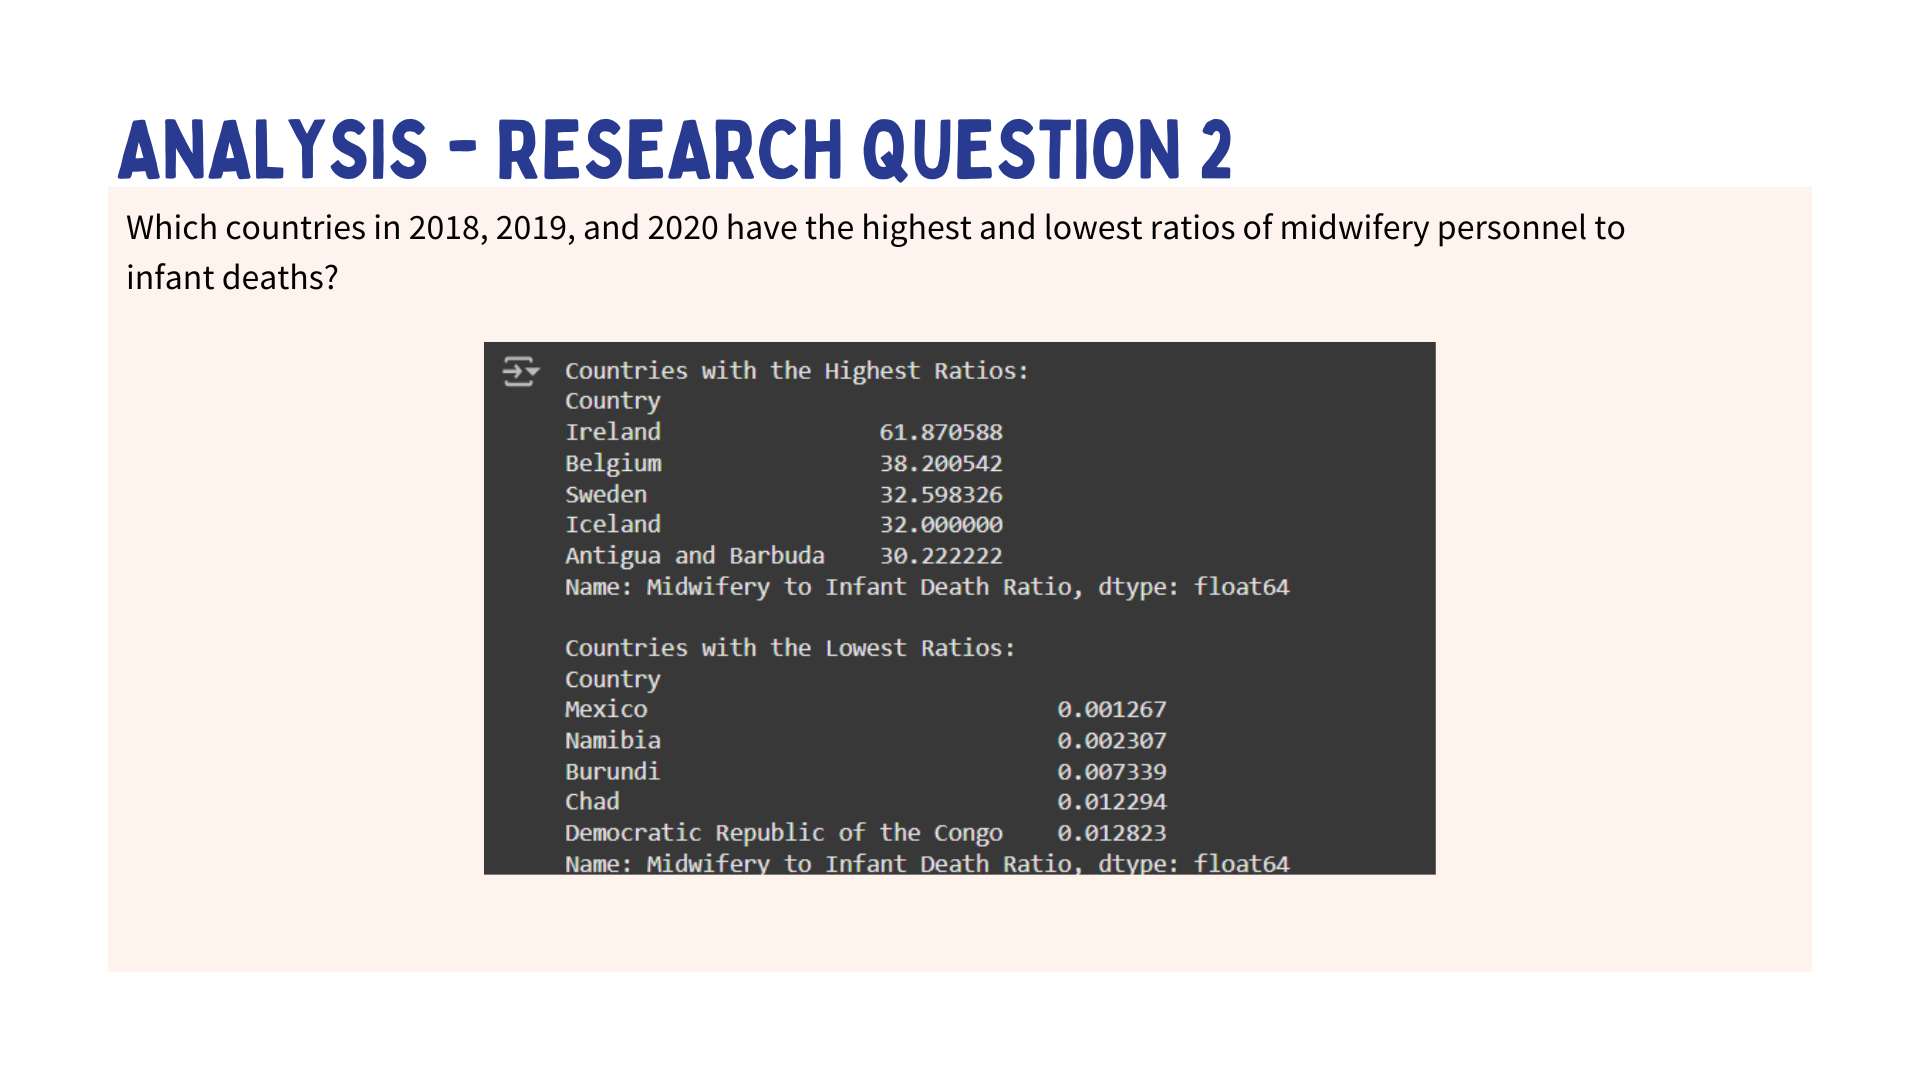 ANALYSIS - RESEARCH QUESTION 2
Which countries in 2018, 2019, and 2020 have the highest and lowest ratios of midwifery personnel to
infant deaths?
Countries with the Highest Ratios:
Country
Ireland 61.870588
Belgium 38.200542
Sweden 32.598326
Iceland 32.000000
Antigua and Barbuda 30.222222
Name: Midwifery to Infant Death Ratio, dtype: float64
Countries with the Lowest Ratios:
Country
Mexico 0.001267
Namibia 0.002307
Burundi 0.007339
Chad 0.012294
Democratic Republic of the Congo 0.012823
Name: Midwifery to Infant Death Ratio, dtype: float64